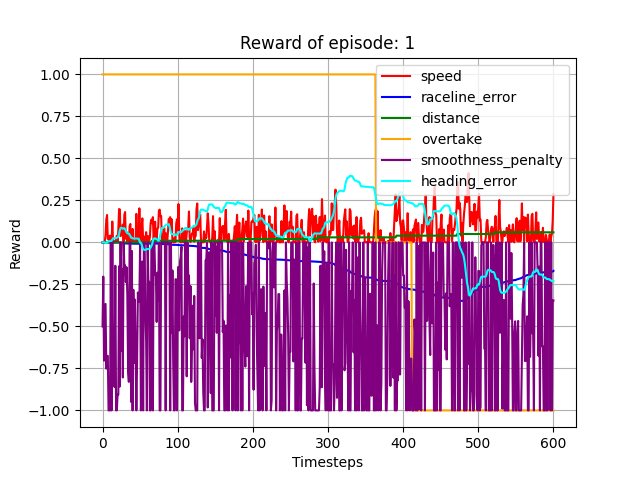 Reward of episode: 1
1.00
0.75
0.50
0.25
0.00
−0.25
−0.50
−0.75
−1.00
Reward
speed
raceline_error
distance
overtake
smoothness_penalty
heading_error
0 100 200 300 400 500 600
Timesteps